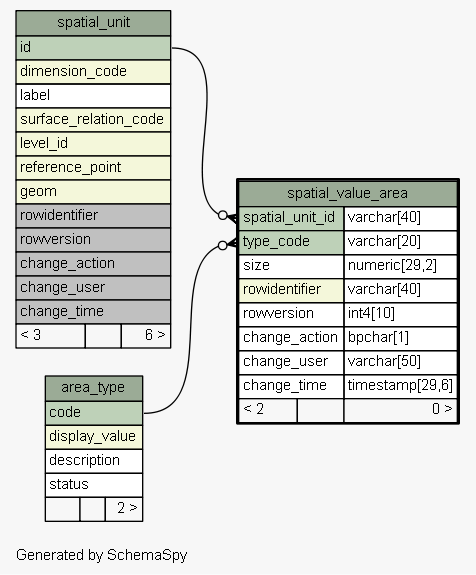 spatial_unit
id
dimension_code
label
surface_relation_code
level_id
reference_point
geom
rowidentifier
rowversion
change_action
change_user
change_time
< 3 6 >
spatial_value_area
spatial_unit_id varchar[40]
type_code varchar[20]
size numeric[29,2]
rowidentifier varchar[40]
rowversion int4[10]
change_action bpchar[1]
change_user varchar[50]
change_time timestamp[29,6]
< 2 0 >
area_type
code
display_value
description
status
2 >
Generated by SchemaSpy